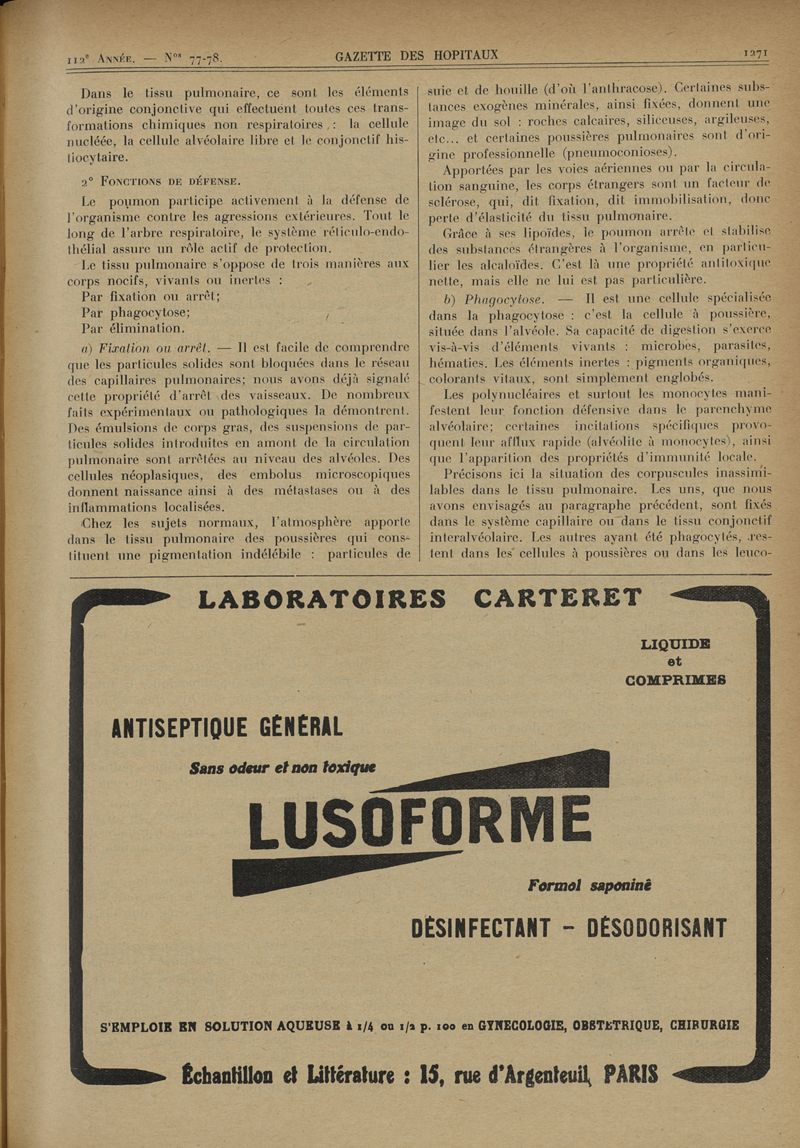 112e ANNÉE. — Nos 77-78.
GAZETTE DES HOPITAUX
1271
Dans le tissu pulmonaire, ce sont les éléments
d'origine conjonctive qui effectuent toutes ces trans-
formations chimiques non respiratoires : la cellule
nucléée, la cellule alvéolaire libre et le conjonctif his-
tiocytaire.
2° FONCTIONS DE DÉFENSE.
Le poumon participe activement à la défense de
l'organisme contre les agressions extérieures. Tout le
long de l'arbre respiratoire, le système réticulo-endo-
thélial assure un rôle actif de protection.
Le tissu pulmonaire s'oppose de trois manières aux
corps nocifs, vivants ou inertes :
Par fixation ou arrêt;
Par phagocytose;
Par élimination.
a) Fixation ou arrêt. — Il est facile de comprendre
que les particules solides sont bloquées dans le réseau
des capillaires pulmonaires; nous avons déjà signalé
cette propriété d'arrêt des vaisseaux. De nombreux
faits expérimentaux ou pathologiques la démontrent.
Des émulsions de corps gras, des suspensions de par-
ticules solides introduites en amont de la circulation
pulmonaire sont arrêtées au niveau des alvéoles. Des
cellules néoplasiques, des embolus microscopiques
donnent naissance ainsi à des métastases ou à des
inflammations localisées.
Chez les sujets normaux, l'atmosphère apporte
dans le tissu pulmonaire des poussières qui cons-
tituent une pigmentation indélébile : particules de
suie et de houille (d'où l'anthracose). Certaines subs-
tances exogènes minérales, ainsi fixées, donnent une
image du sol : roches calcaires, siliceuses, argileuses,
etc... et certaines poussières pulmonaires sont d'ori-
gine professionnelle (pneumoconioses).
Apportées par les voies aériennes ou par la circula-
tion sanguine, les corps étrangers sont un facteur de
sclérose, qui, dit fixation, dit immobilisation, donc
perte d'élasticité du tissu pulmonaire.
Grâce à ses lipoïdes, le poumon arrête et stabilise
des substances étrangères à l'organisme, en particu-
lier les alcaloïdes. C'est là une propriété antitoxique
nette, mais elle ne lui est pas particulière.
b) Phagocytose. — Il est une cellule spécialisée
dans la phagocytose : c'est la cellule à poussière,
située dans l'alvéole. Sa capacité de digestion s'exerce
vis-à-vis d'éléments vivants : microbes, parasites,
hématies. Les éléments inertes : pigments organiques,
colorants vitaux, sont simplement englobés.
Les polynucléaires et surtout les monocytes mani-
festent leur fonction défensive dans le parenchyme
alvéolaire; certaines incitations spécifiques provo-
quent leur afflux rapide (alvéolite à monocytes), ainsi
que l'apparition des propriétés d'immunité locale.
Précisons ici la situation des corpuscules inassimi-
lables dans le tissu pulmonaire. Les uns, que nous
avons envisagés au paragraphe précédent, sont fixés
dans le système capillaire ou dans le tissu conjonctif
interalvéolaire. Les autres ayant été phagocytés, res-
tent dans les cellules à poussières ou dans les leuco-
LABORATOIRES CARTERET
LIQUIDE
et
COMPRIMES
ANTISEPTIQUE GÉNÉRAL
Sans odeur et non toxique
LUSOFORME
Formol saponiné
DÉSINFECTANT - DÉSODORISANT
S'EMPLOIE EN SOLUTION AQUEUSE à 1/4 ou 1/2 p. 100 en GYNECOLOGIE, OBSTETRIQUE, CHIRURGIE
Échantillon et Littérature : 15, rue d'Argenteuil, PARIS